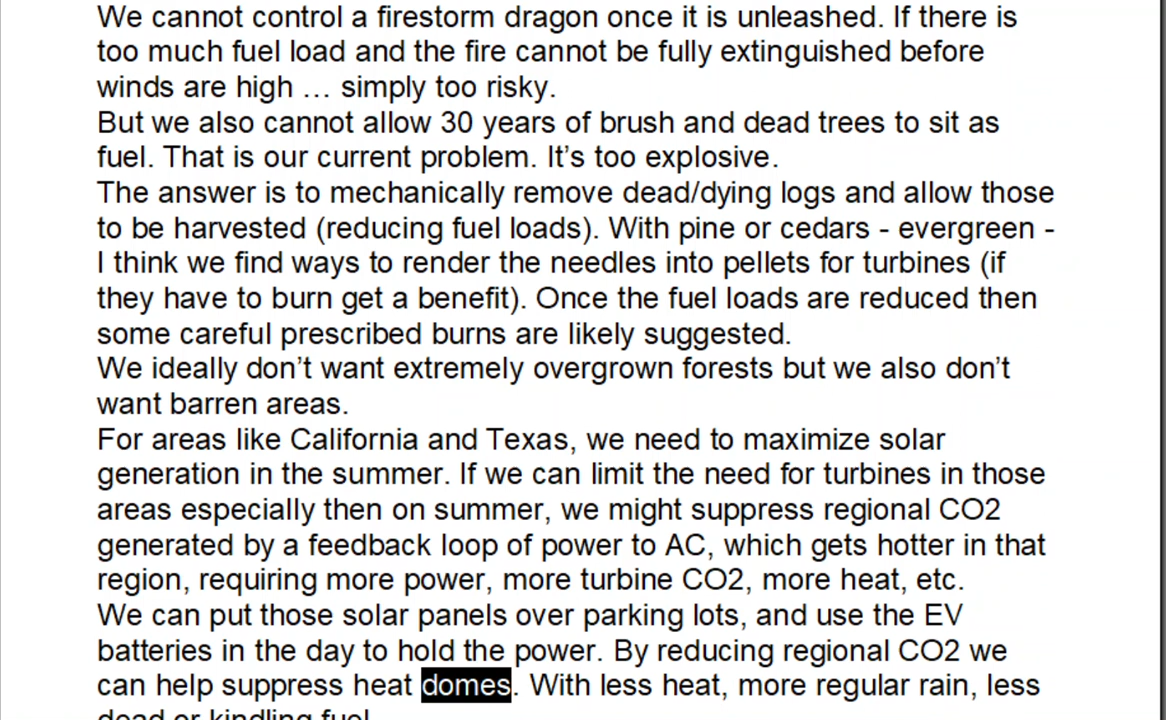 We cannot control a firestorm dragon once it is unleashed. If there is
too much fuel load and the fire cannot be fully extinguished before
winds are high … simply too risky.
But we also cannot allow 30 years of brush and dead trees to sit as
fuel. That is our current problem. It’s too explosive.
The answer is to mechanically remove dead/dying logs and allow those
to be harvested (reducing fuel loads). With pine or cedars - evergreen -
I think we find ways to render the needles into pellets for turbines (if
they have to burn get a benefit). Once the fuel loads are reduced then
some careful prescribed burns are likely suggested.
We ideally don’t want extremely overgrown forests but we also don’t
want barren areas.
For areas like California and Texas, we need to maximize solar
generation in the summer. If we can limit the need for turbines in those
areas especially then on summer, we might suppress regional CO2
generated by a feedback loop of power to AC, which gets hotter in that
region, requiring more power, more turbine CO2, more heat, etc.
We can put those solar panels over parking lots, and use the EV
batteries in the day to hold the power. By reducing regional CO2 we
can help suppress heat domes. With less heat, more regular rain, less
dead or kindling fuel